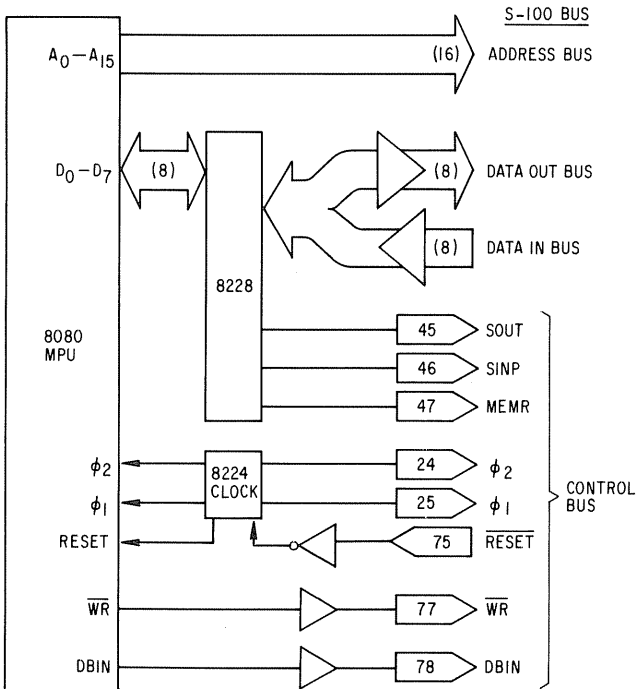 S-100 BUS
A0–A15 (16) ADDRESS BUS
D0–D7 (8) (8) DATA OUT BUS
(8) DATA IN BUS
8228
8080
MPU
45 SOUT
46 SINP
47 MEMR
ϕ2 8224 24 ϕ2
CLOCK
ϕ1 25 ϕ1
CONTROL
BUS
RESET 75 RESET
WR 77 WR
DBIN 78 DBIN